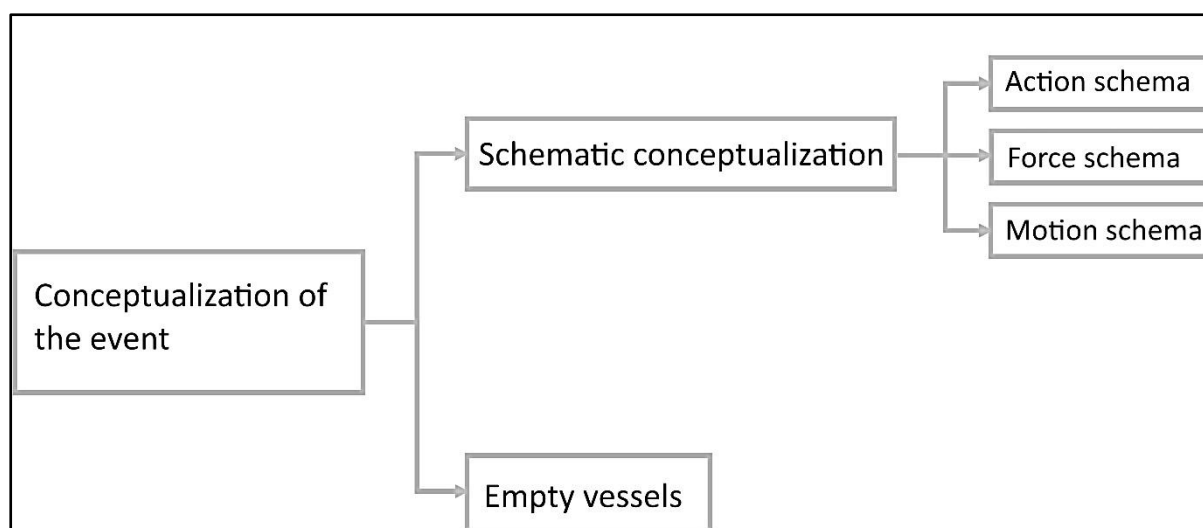 Action schema
Schematic conceptualization
Force schema
Motion schema
Conceptualization of
the event
Empty vessels